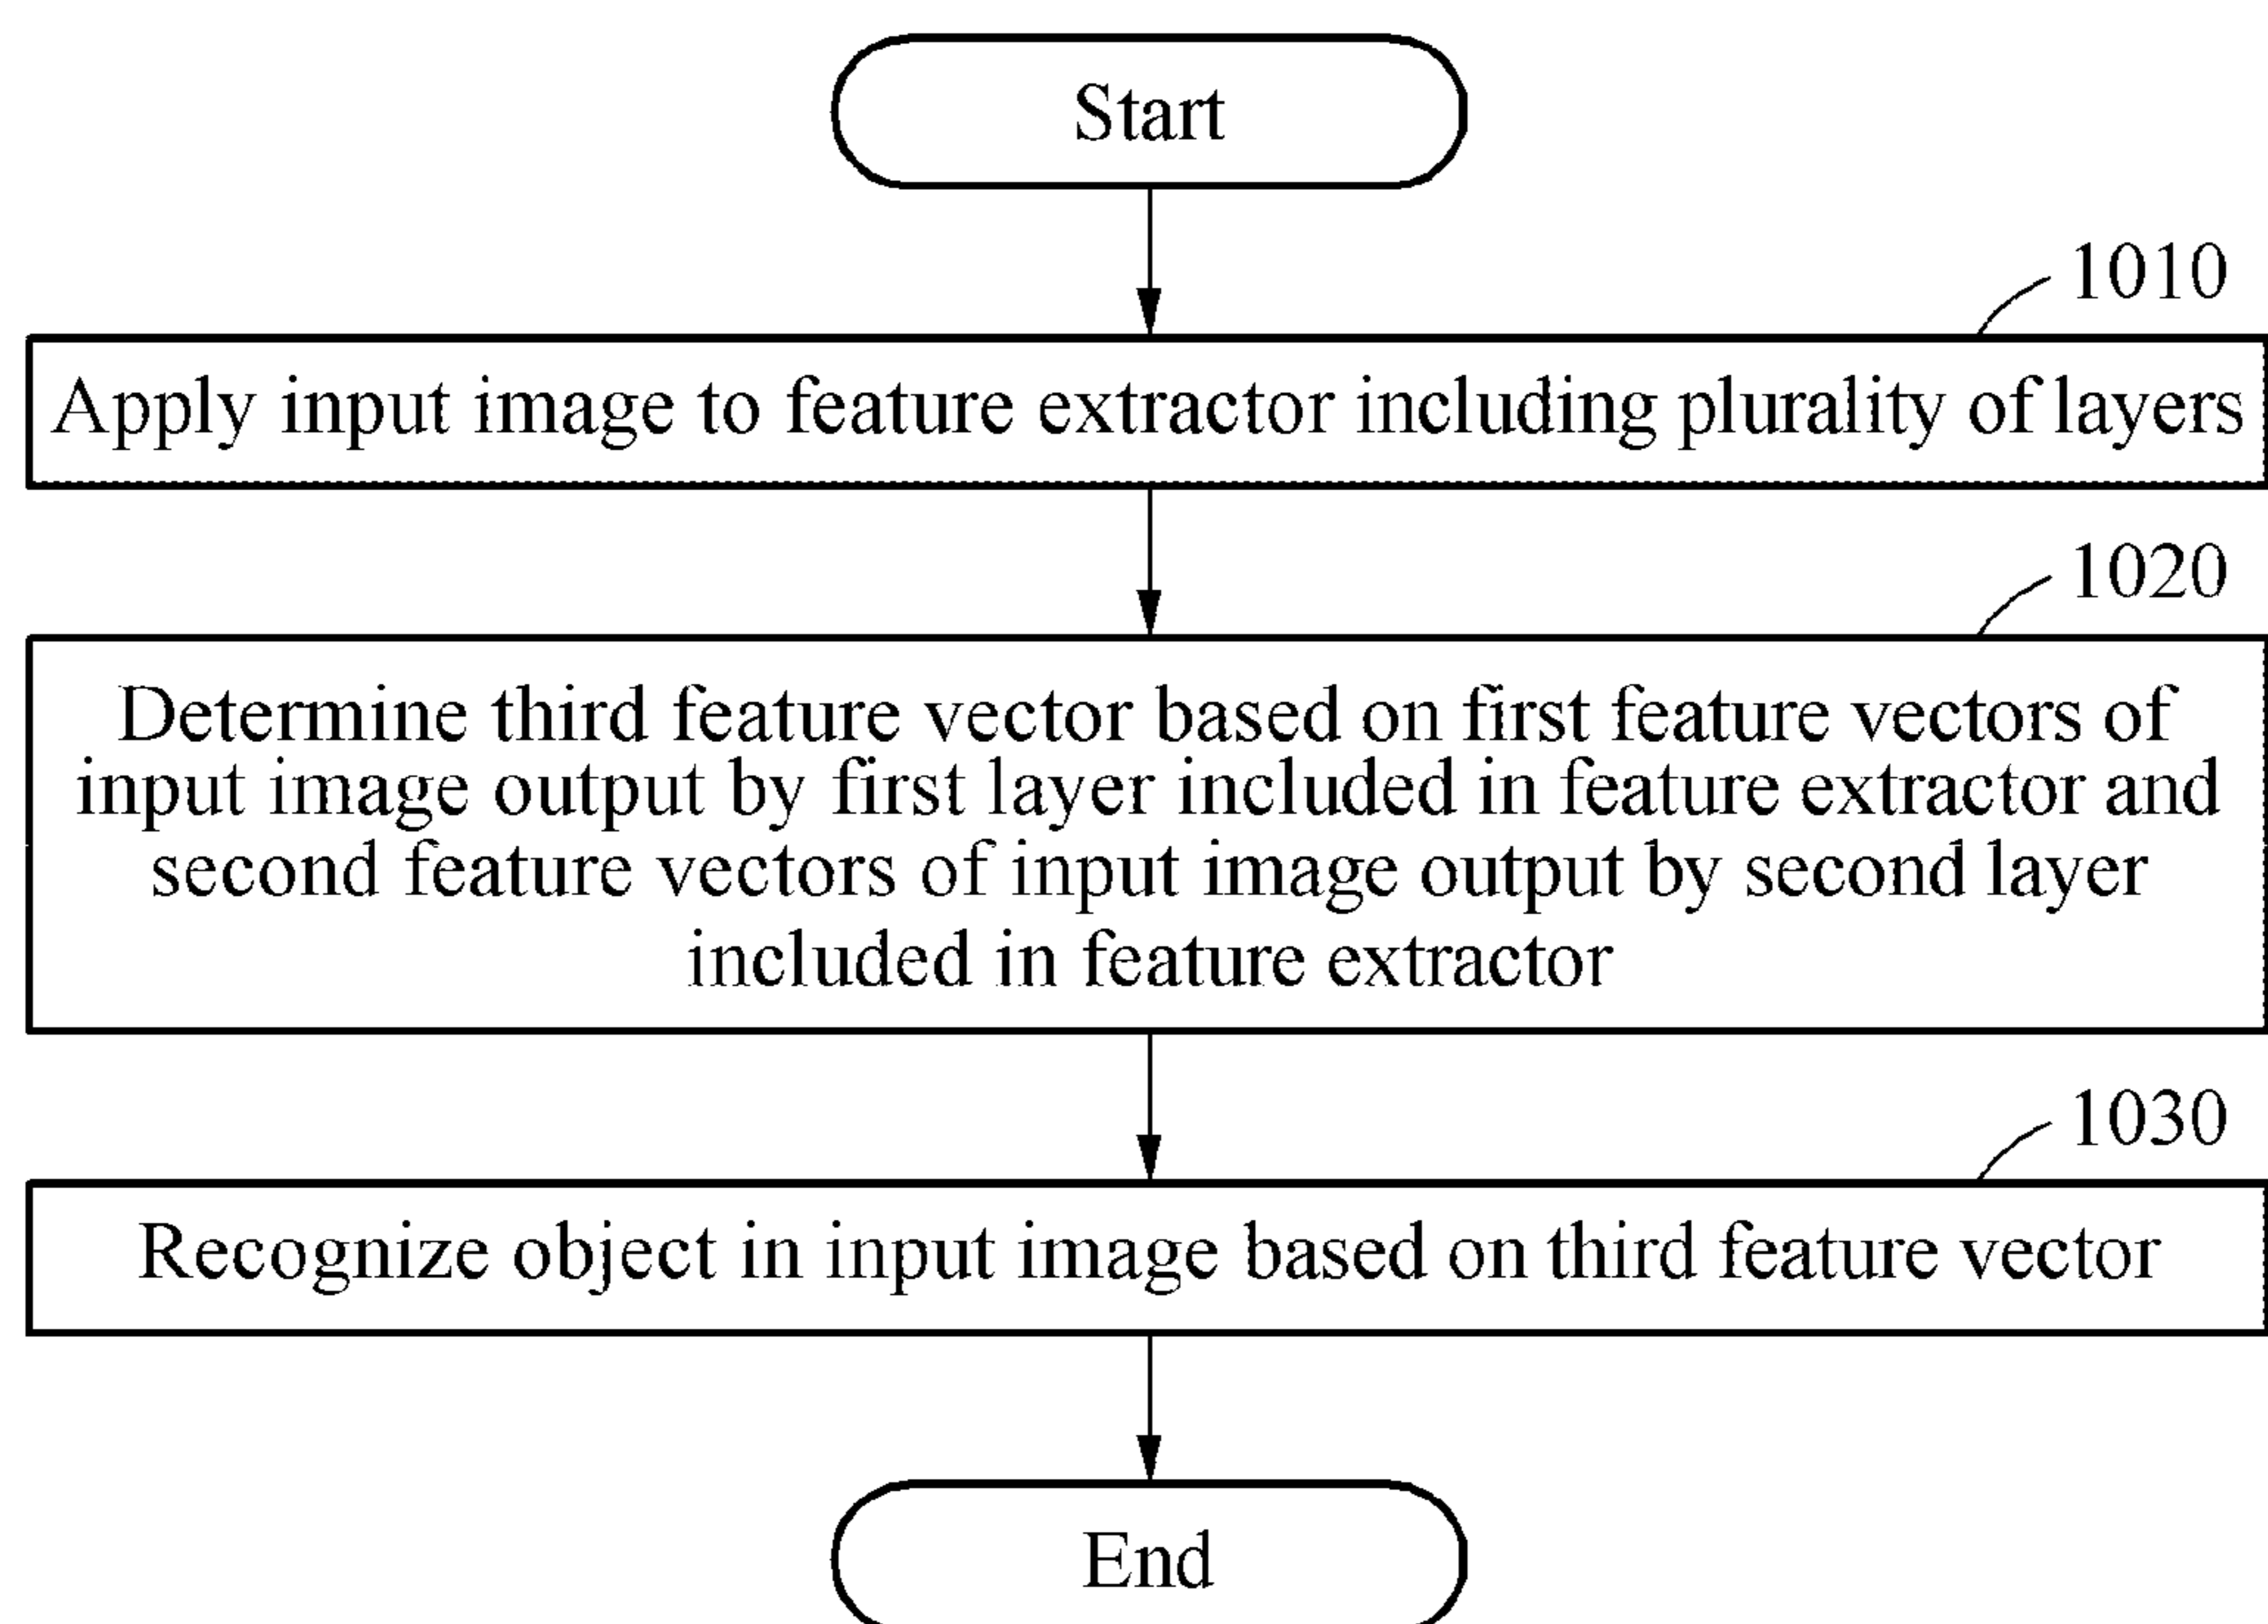 Start
1010
Apply input image to feature extractor including plurality of layers
1020
Determine third feature vector based on first feature vectors of
input image output by first layer included in feature extractor and
second feature vectors of input image output by second layer
included in feature extractor
1030
Recognize object in input image based on third feature vector
End